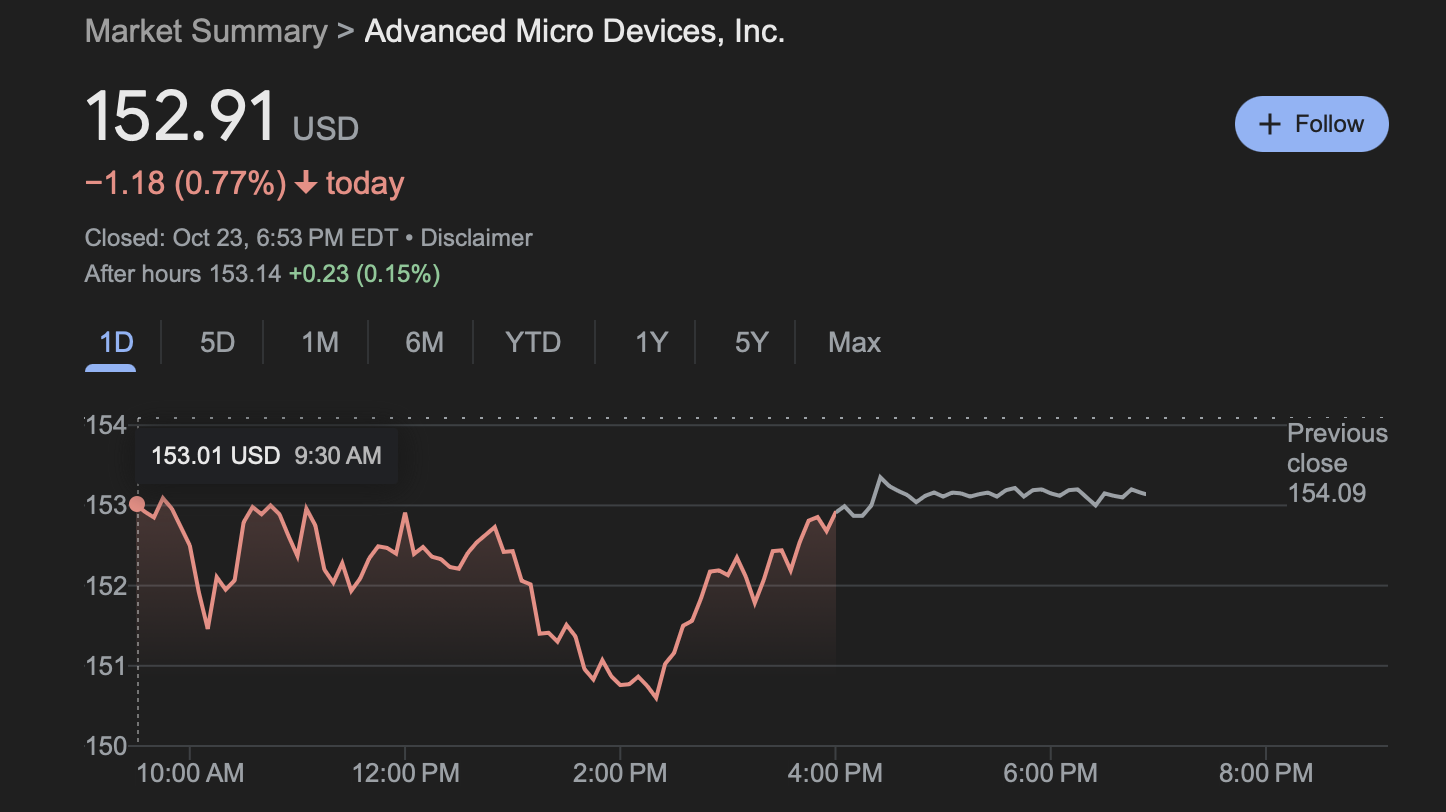 Market Summary > Advanced Micro Devices, Inc.
152.91 USD
+ Follow
−1.18 (0.77%) ↓ today
Closed: Oct 23, 6:53 PM EDT • Disclaimer
After hours 153.14 +0.23 (0.15%)
1D 5D 1M 6M YTD 1Y 5Y Max
154
153.01 USD 9:30 AM
Previous
close
154.09
153
152
151
150
10:00 AM 12:00 PM 2:00 PM 4:00 PM 6:00 PM 8:00 PM